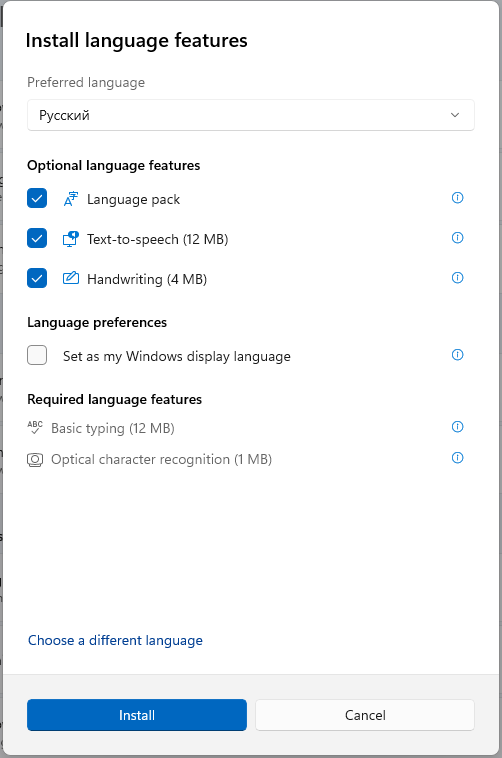 Install language features
Preferred language
Русский
Optional language features
Language pack
Text-to-speech (12 MB)
Handwriting (4 MB)
Language preferences
Set as my Windows display language
Required language features
ABC Basic typing (12 MB)
Optical character recognition (1 MB)
Choose a different language
Install Cancel